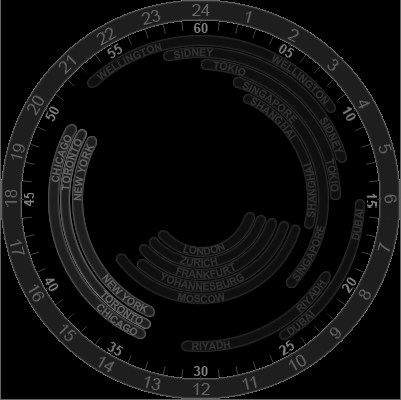 24
1
2
3
4
5
6
7
8
9
10
11
12
13
14
15
16
17
18
19
20
21
22
23
60
05
10
15
20
25
30
35
40
45
50
55
WELLINGTON
WELLINGTON
SIDNEY
SIDNEY
TOKIO
TOKIO
SINGAPORE
SINGAPORE
SHANGHAI
SHANGHAI
DUBAI
DUBAI
RIYADH
RIYADH
LONDON
ZURICH
FRANKFURT
YOHANNESBURG
MOSCOW
CHICAGO
TORONTO
NEW YORK
NEW YORK
TORONTO
CHICAGO